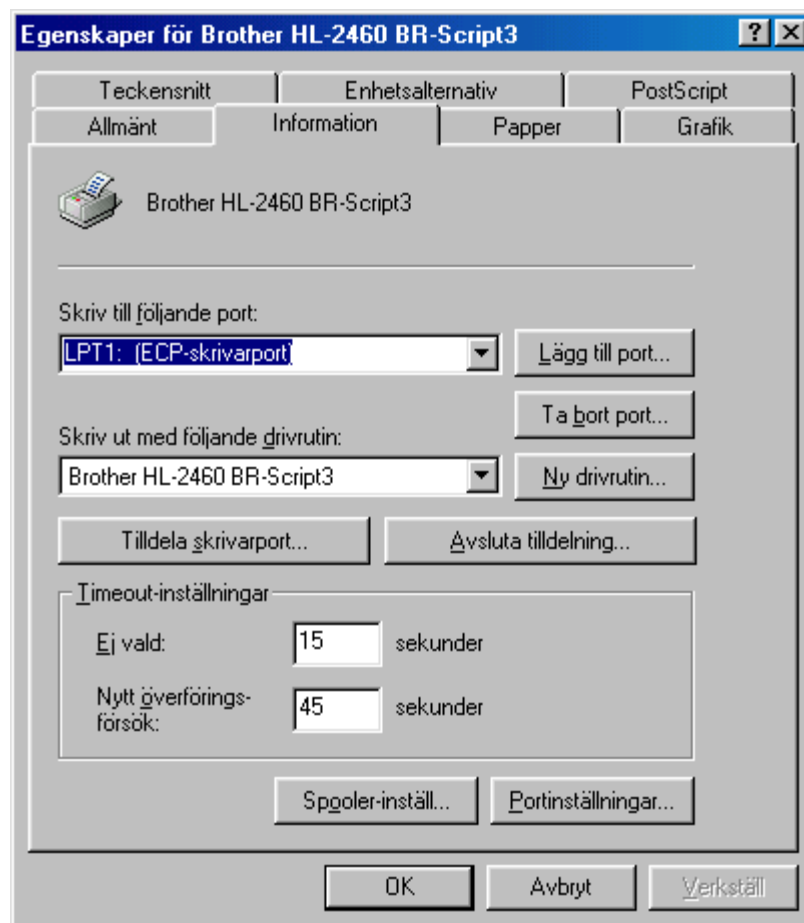 Egenskaper för Brother HL-2460 BR-Script3
Teckensnitt Enhetsalternativ PostScript
Allmänt Information Papper Grafik
Brother HL-2460 BR-Script3
Skriv till följande port:
LPT1: (ECP-skrivarport) Lägg till port...
Ta bort port...
Skriv ut med följande drivrutin:
Brother HL-2460 BR-Script3 Ny drivrutin...
Tilldela skrivarport... Avsluta tilldelning...
Timeout-inställningar
Ej vald: 15 sekunder
Nytt överförings-
försök: 45 sekunder
Spooler-inställ... Portinställningar...
OK Avbryt Verkställ